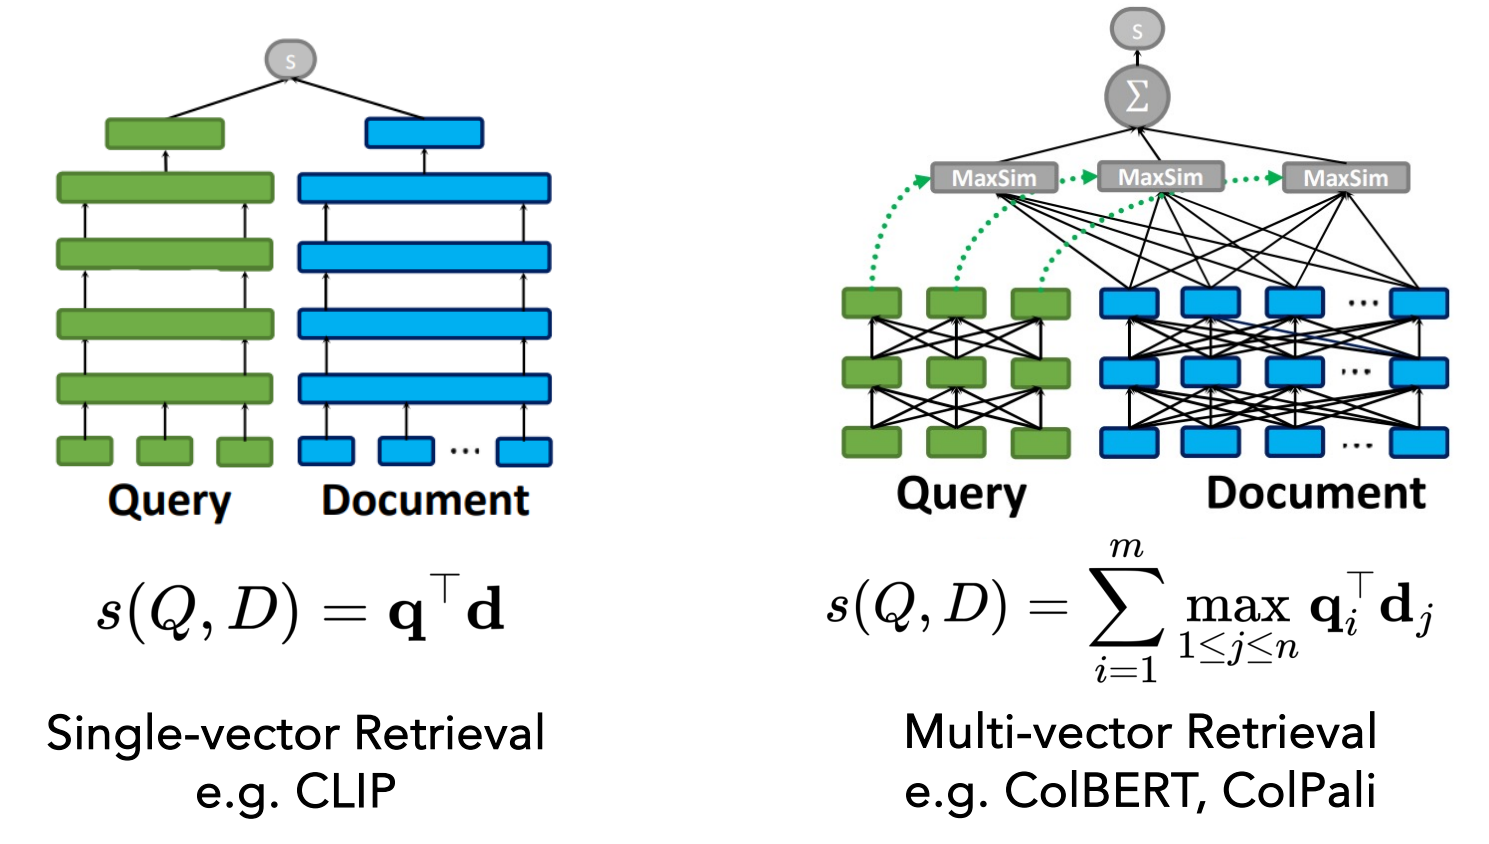 s
Query Document
s(Q, D) = q⊤d
Single-vector Retrieval
e.g. CLIP
s
Σ
MaxSim MaxSim MaxSim
...
...
...
...
Query Document
s(Q, D) = ∑_{i=1}^{m} max_{1≤j≤n} q_i⊤d_j
Multi-vector Retrieval
e.g. ColBERT, ColPali